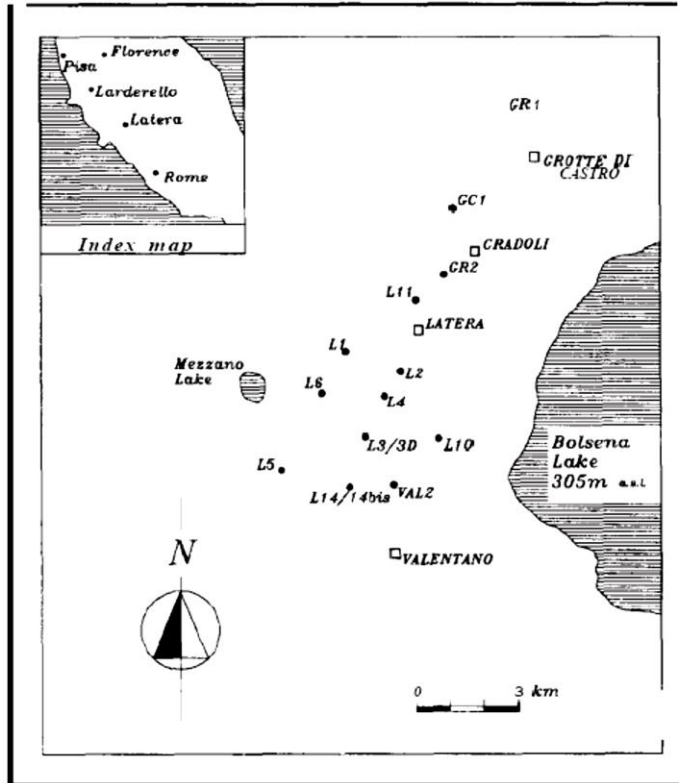 Florence
Pisa
Larderello
Latera
Rome
Index map
GR1
GROTTE DI
CASTRO
GC1
GRADOLI
GR2
L11
LATERA
L1
Mezzano
Lake
L2
L6
L4
L3/3D
L10
Bolsena
Lake
305m a.s.l.
L5
L14/14bis
VAL2
N
VALENTANO
0 3 km